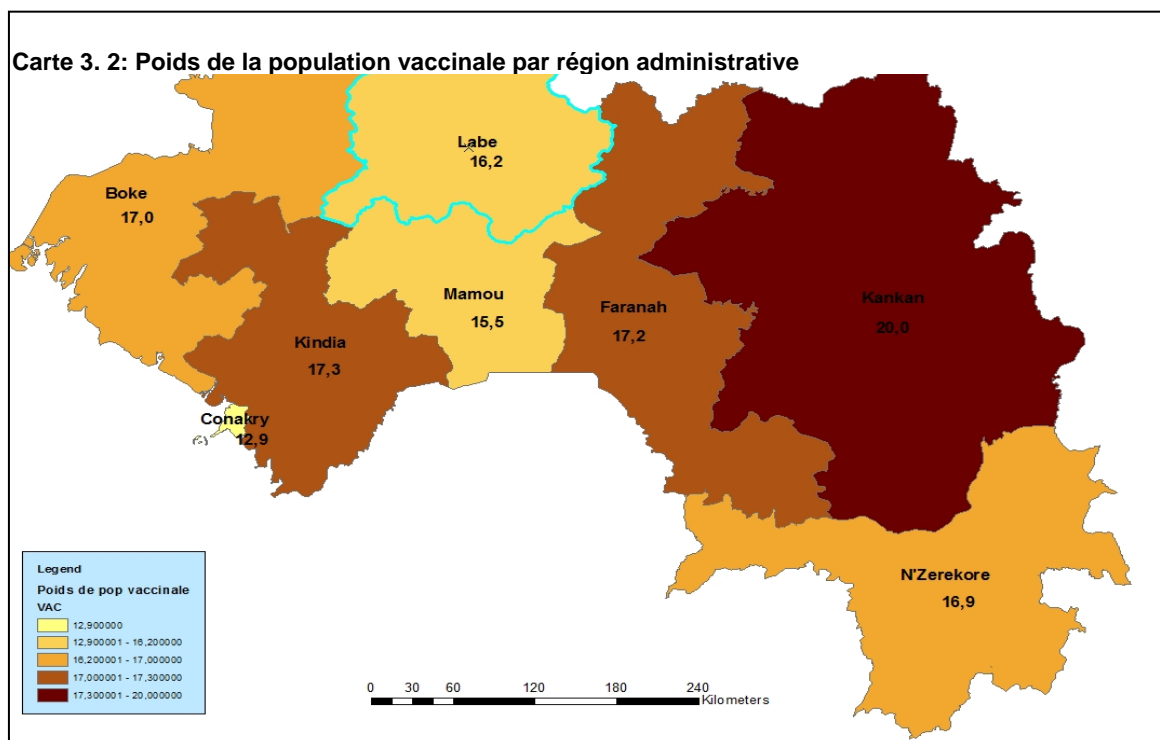 Carte 3. 2: Poids de la population vaccinale par région administrative
Labe
16,2
Boke
17,0
Mamou
15,5
Faranah
17,2
Kankan
20,0
Kindia
17,3
Conakry
12,9
N'Zerekore
16,9
Legend
Poids de pop vaccinale
VAC
12,900000
12,900001 - 16,200000
16,200001 - 17,000000
17,000001 - 17,300000
17,300001 - 20,000000
0 30 60 120 180 240
Kilometers